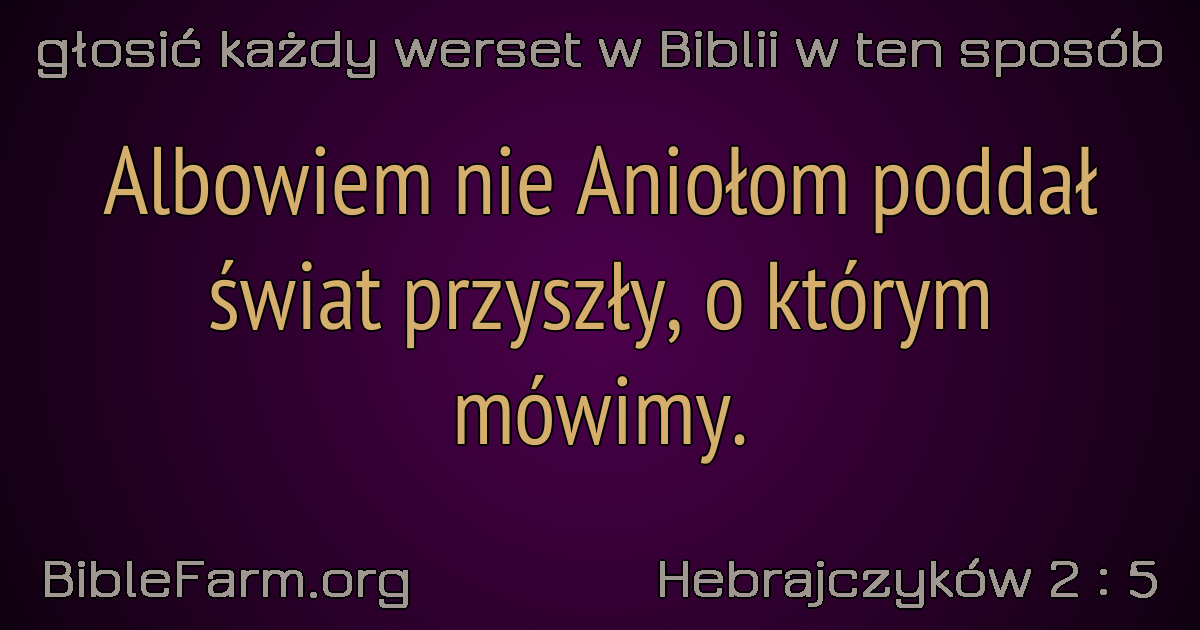 głosić każdy werset w Biblii w ten sposób
Albowiem nie Aniołom poddał
świat przyszły, o którym
mówimy.
BibleFarm.org
Hebrajczyków 2 : 5